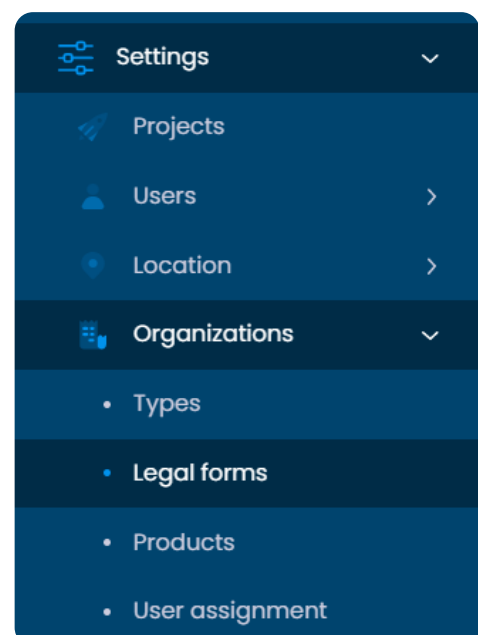 Settings
Projects
Users
Location
Organizations
Types
Legal forms
Products
User assignment